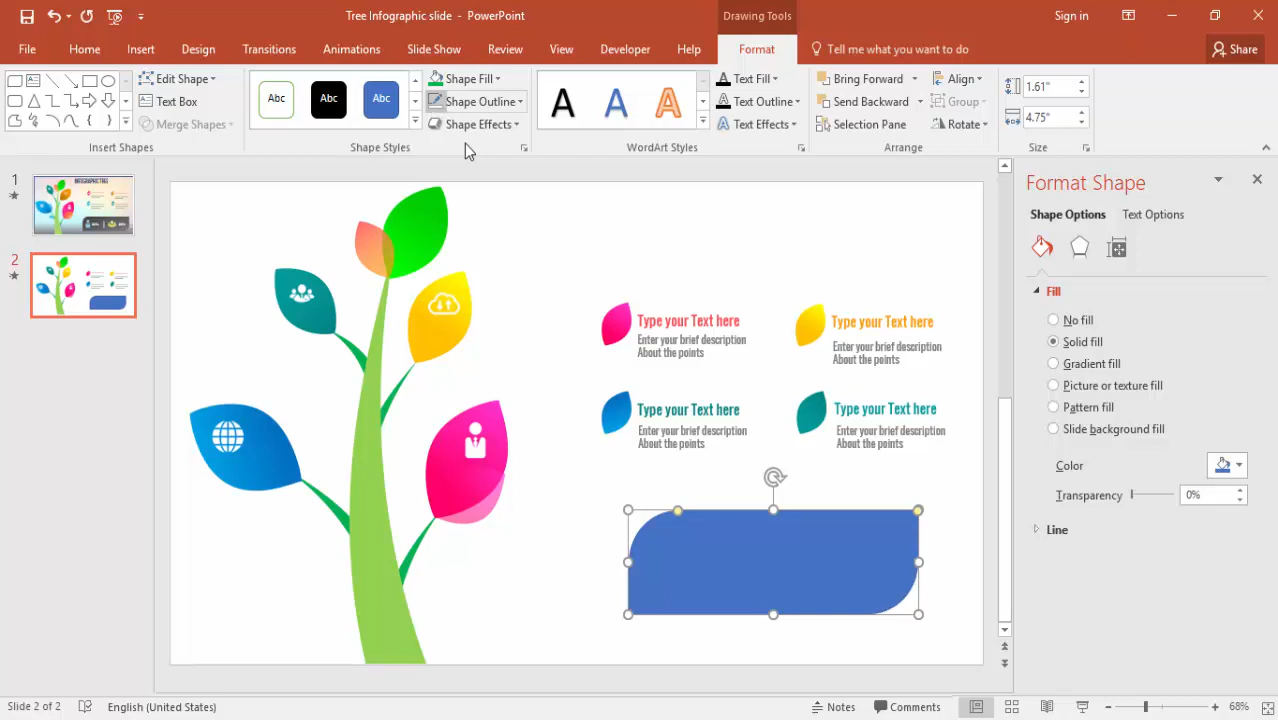 Tree Infographic slide - PowerPoint
Drawing Tools
Sign in
File Home Insert Design Transitions Animations Slide Show Review View Developer Help Format Tell me what you want to do Share
Edit Shape
Text Box
Merge Shapes
Insert Shapes
Abc Abc Abc
Shape Fill
Shape Outline
Shape Effects
Shape Styles
A A A
Text Fill
Text Outline
Text Effects
WordArt Styles
Bring Forward
Send Backward
Selection Pane
Align
Group
Rotate
Arrange
1.61"
4.75"
Size
1
2
Type your Text here
Enter your brief description
About the points
Type your Text here
Enter your brief description
About the points
Type your Text here
Enter your brief description
About the points
Type your Text here
Enter your brief description
About the points
Format Shape
Shape Options Text Options
Fill
No fill
Solid fill
Gradient fill
Picture or texture fill
Pattern fill
Slide background fill
Color
Transparency 0%
Line
Slide 2 of 2 English (United States) Notes Comments 68%